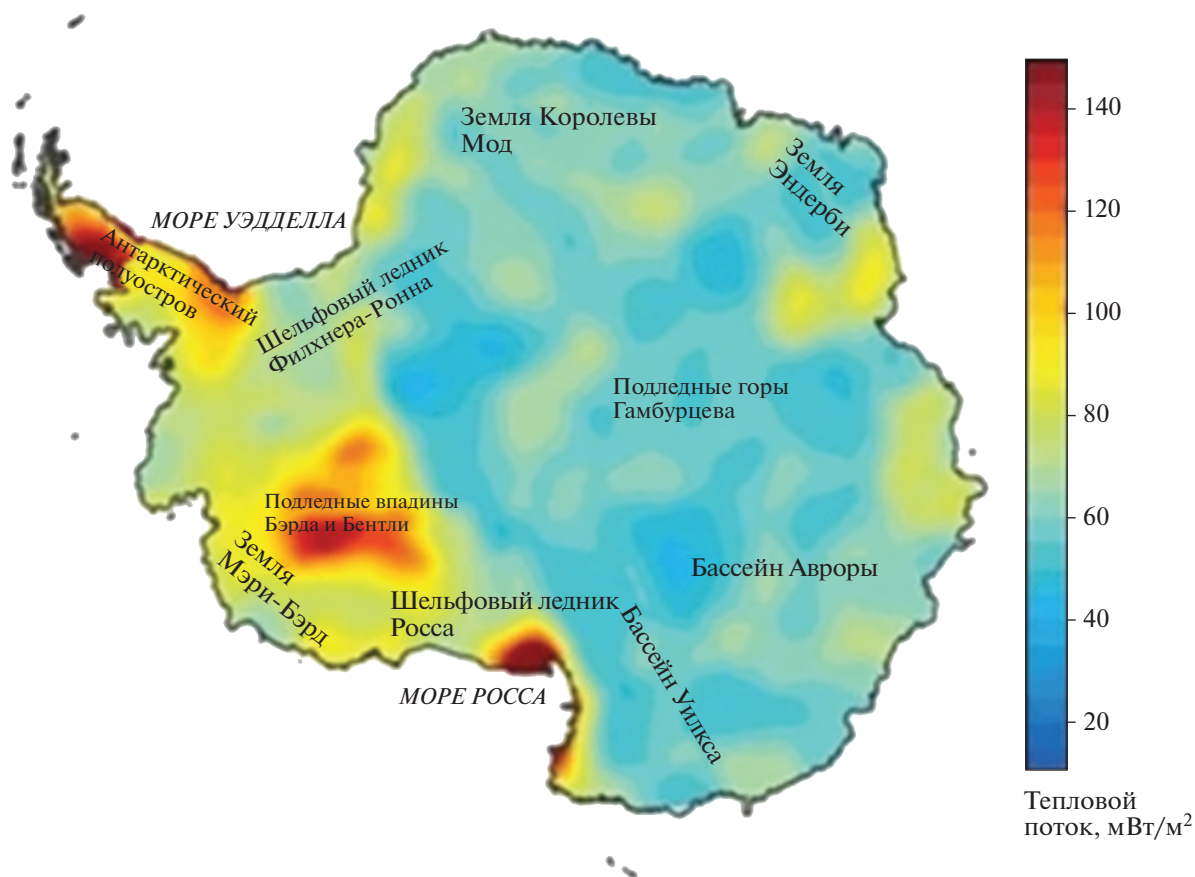 Земля Королевы
Мод
Земля
Эндерби
МОРЕ УЭДДЕЛЛА
Антарктический
полуостров
Шельфовый ледник
Филхнера-Ронна
Подледные горы
Гамбурцева
Подледные впадины
Бэрда и Бентли
Земля
Мэри-Бэрд
Шельфовый ледник
Росса
Бассейн Авроры
Бассейн Уилкса
МОРЕ РОССА
140
120
100
80
60
40
20
Тепловой
поток, мВт/м²